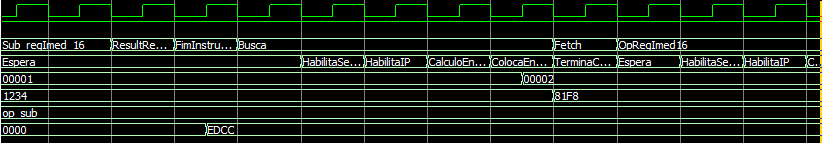 Sub_regImed_16 ResultRe... FimInstru... Busca Fetch OpRegImed16
Espera HabilitaSe... HabilitaIP CalculoEn... ColocaEn... TerminaC... Espera HabilitaSe... HabilitaIP C...
00001 00002
1234 81F8
op_sub
0000 EDCC